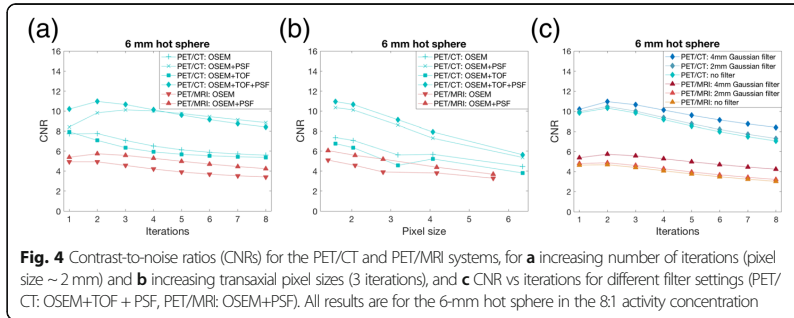 (a)
6 mm hot sphere
CNR
16
14
12
10
8
6
4
2
0
1 2 3 4 5 6 7 8
Iterations
PET/CT: OSEM
PET/CT: OSEM+PSF
PET/CT: OSEM+TOF
PET/CT: OSEM+TOF+PSF
PET/MRI: OSEM
PET/MRI: OSEM+PSF
(b)
6 mm hot sphere
CNR
16
14
12
10
8
6
4
2
0
2 3 4 5 6
Pixel size
PET/CT: OSEM
PET/CT: OSEM+PSF
PET/CT: OSEM+TOF
PET/CT: OSEM+TOF+PSF
PET/MRI: OSEM
PET/MRI: OSEM+PSF
(c)
6 mm hot sphere
CNR
16
14
12
10
8
6
4
2
0
1 2 3 4 5 6 7 8
Iterations
PET/CT: 4mm Gaussian filter
PET/CT: 2mm Gaussian filter
PET/CT: no filter
PET/MRI: 4mm Gaussian filter
PET/MRI: 2mm Gaussian filter
PET/MRI: no filter
Fig. 4 Contrast-to-noise ratios (CNRs) for the PET/CT and PET/MRI systems, for a increasing number of iterations (pixel
size ~ 2 mm) and b increasing transaxial pixel sizes (3 iterations), and c CNR vs iterations for different filter settings (PET/
CT: OSEM+TOF + PSF, PET/MRI: OSEM+PSF). All results are for the 6-mm hot sphere in the 8:1 activity concentration